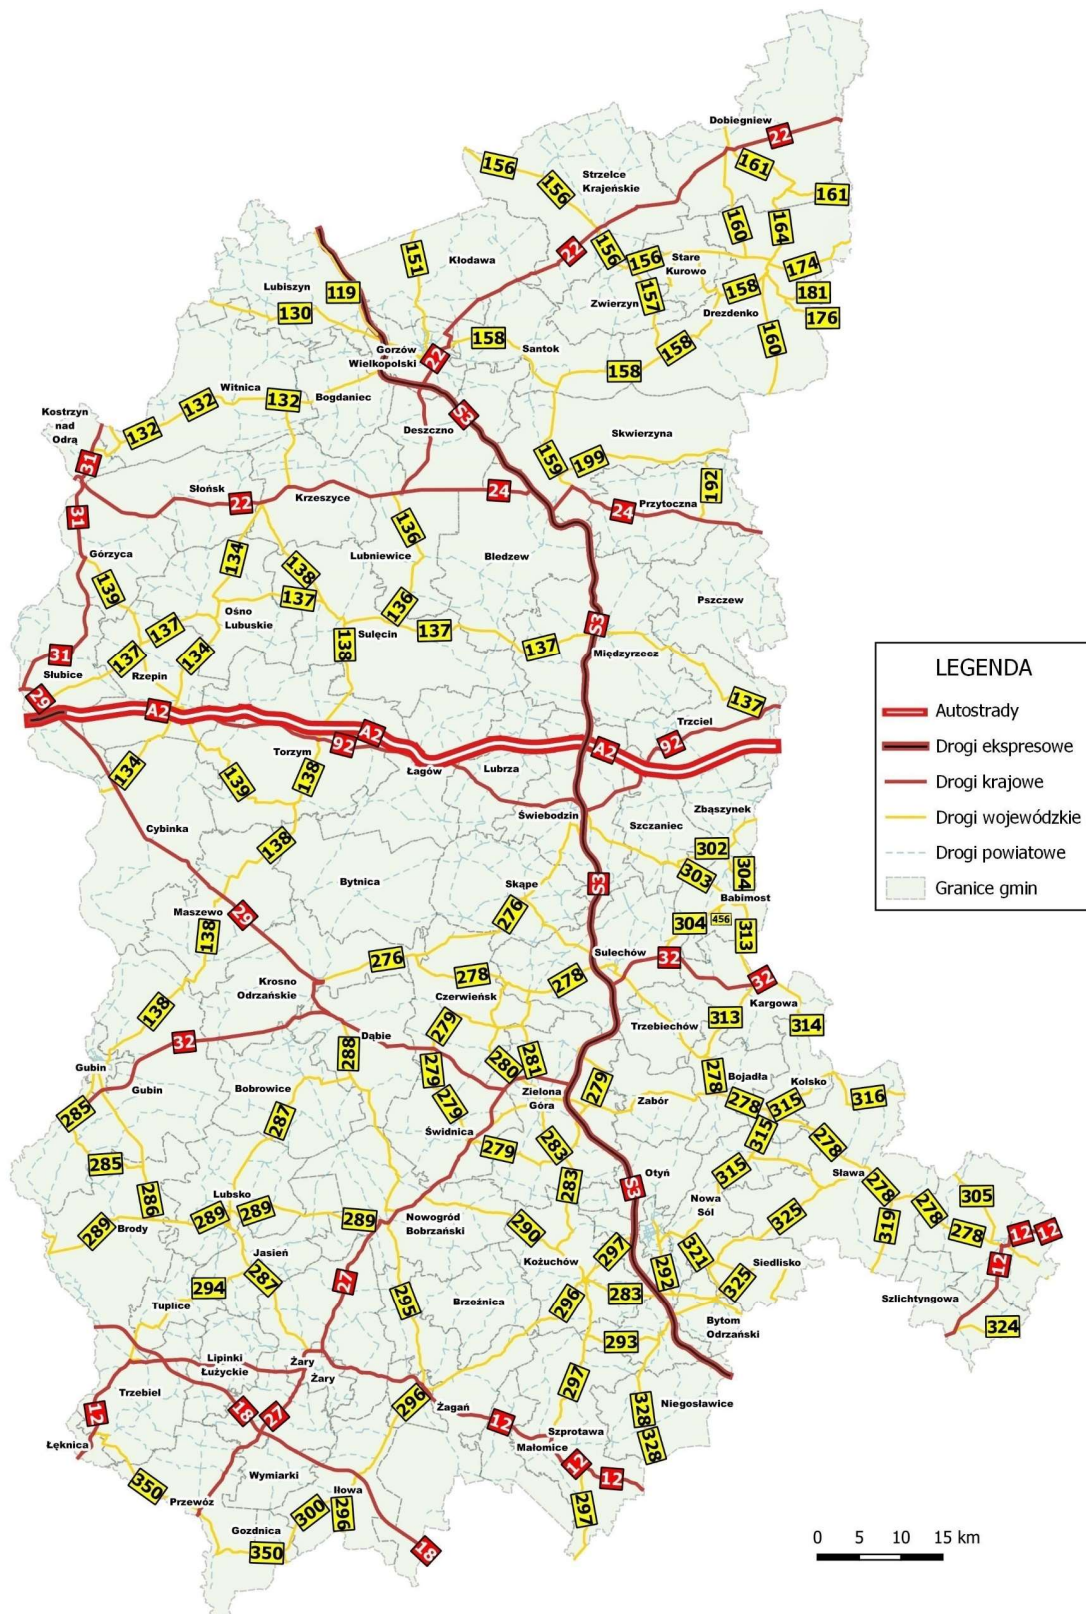 Dobiegniew
22
161
156
Strzelce
Krajeńskie
156
161
160
164
151
22
156
156
Stare
Kurowo
174
Kłodawa
119
Lubiszyn
130
157
158
181
Zwierzyn
Drezdenko
176
158
158
160
Gorzów
Wielkopolski
22
Santok
158
Witnica
132
132
Bogdaniec
132
Kostrzyn
nad
Odrą
S3
Deszczno
Skwierzyna
31
159
199
192
Słońsk
22
Krzeszyce
24
24
Przytoczna
31
136
Górzyca
134
Lubniewice
Bledzew
138
139
137
136
Pszczew
Ośno
Lubuskie
137
Sulęcin
137
S3
137
134
138
137
Międzyrzecz
31
Słubice
Rzepin
29
A2
137
Trzciel
A2
92
92
A2
Torzym
134
139
138
Łagów
Lubrza
Zbąszynek
Świebodzin
Szczaniec
Cybinka
138
302
303
304
Bytnica
Skąpe
S3
Babimost
Maszewo
29
276
304
456
313
138
276
Sulechów
32
Krosno
Odrzańskie
278
278
32
Czerwieńsk
Kargowa
138
279
Trzebiechów
313
314
32
Dąbie
288
281
280
Gubin
279
278
Bojadła
Gubin
Bobrowice
Zielona
Góra
279
Zabór
278
Kolsko
315
316
285
287
279
Świdnica
315
283
279
278
285
Otyń
315
Sława
286
283
S3
278
305
Lubsko
289
289
289
Nowogród
Bobrzański
Nowa
Sól
325
278
289
Brody
290
319
278
12
12
Jasień
Kożuchów
297
321
Siedlisko
12
287
27
292
325
294
Tuplice
295
Brzeźnica
296
283
Szlichtyngowa
Bytom
Odrzański
324
293
Lipinki
Łużyckie
Żary
Żary
Trzebiel
297
296
Żagań
Niegosławice
12
18
27
328
12
Szprotawa
Łęknica
Małomice
328
12
12
Wymiarki
350
Iłowa
Przewóz
300
296
297
Gozdnica
350
18
LEGENDA
Autostrady
Drogi ekspresowe
Drogi krajowe
Drogi wojewódzkie
Drogi powiatowe
Granice gmin
0 5 10 15 km